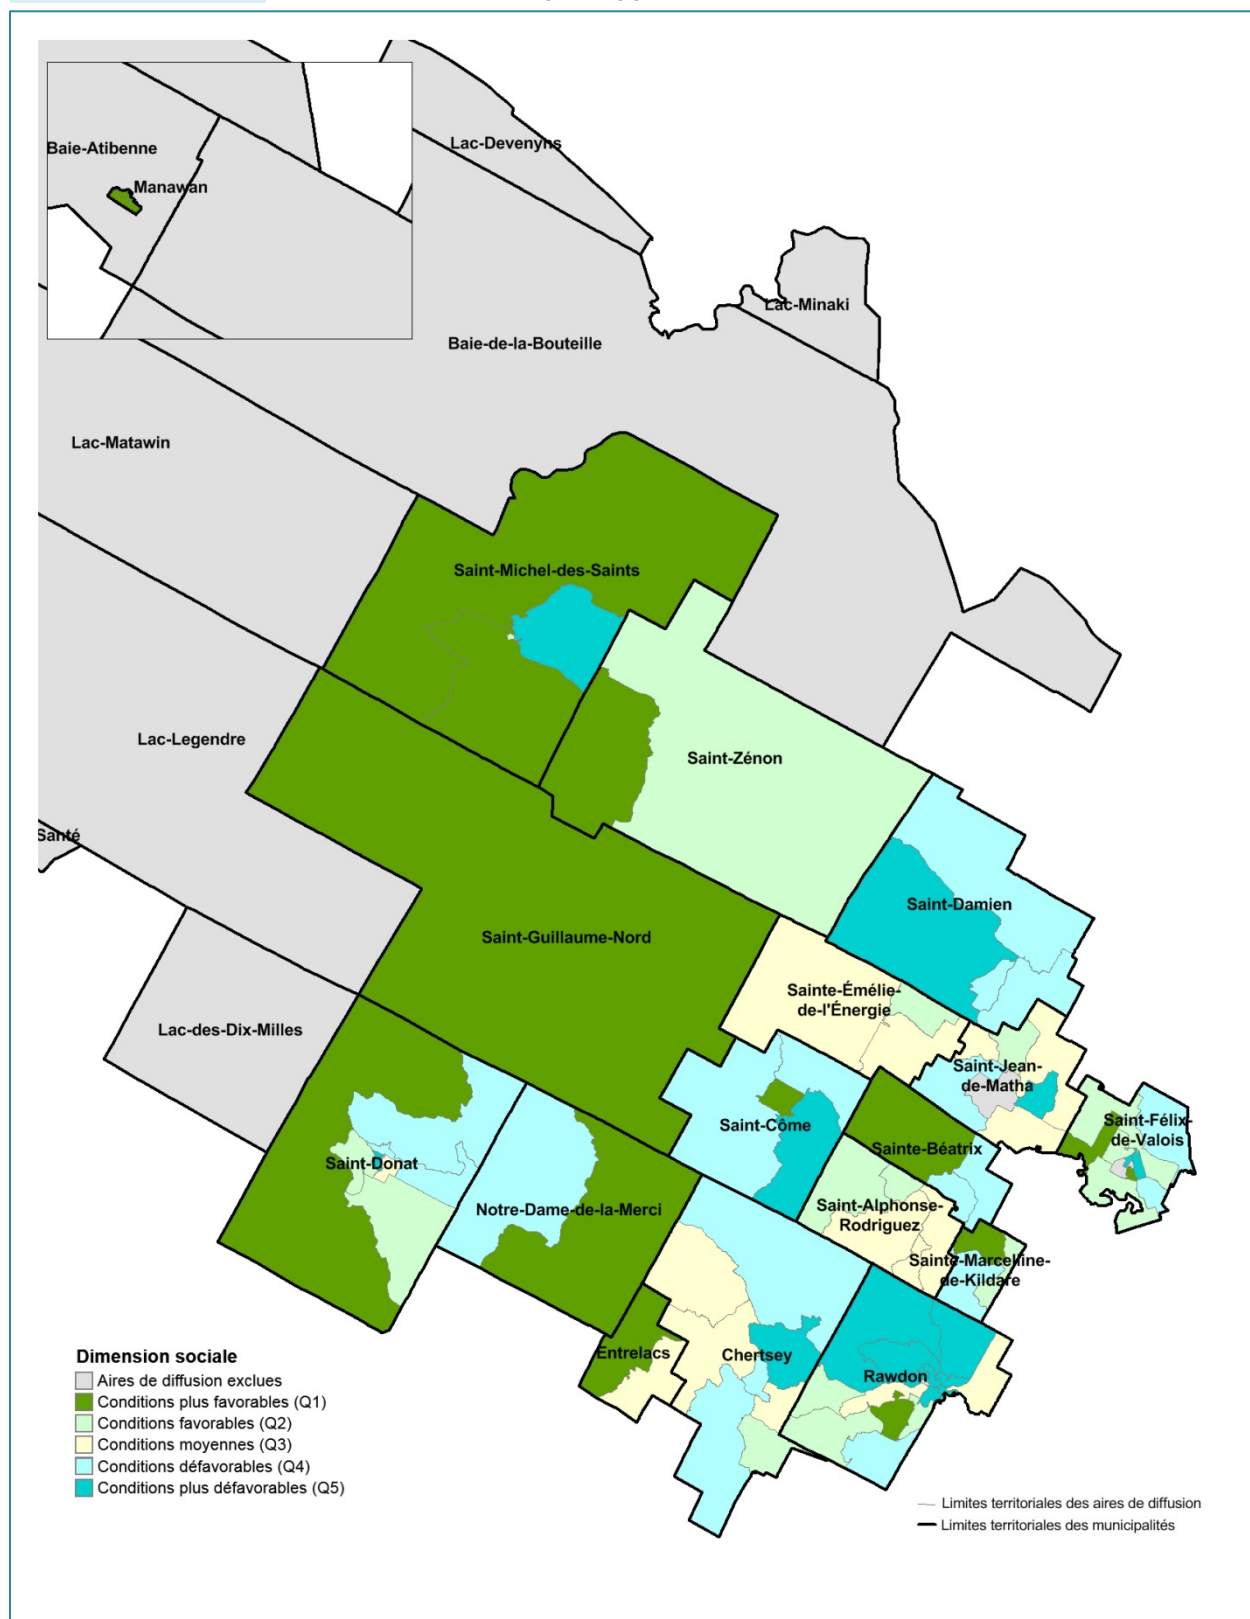 Baie-Atibenne
Manawan
Lac-Devenyns
Lac-Minaki
Baie-de-la-Bouteille
Lac-Matawin
Saint-Michel-des-Saints
Lac-Legendre
Saint-Zénon
Santé
Saint-Damien
Saint-Guillaume-Nord
Sainte-Émélie-
de-l'Énergie
Lac-des-Dix-Milles
Saint-Jean-
de-Matha
Saint-Côme
Saint-Félix-
de-Valois
Sainte-Béatrix
Saint-Donat
Notre-Dame-de-la-Merci
Saint-Alphonse-
Rodriguez
Sainte-Marcelline-
de-Kildare
Entrelacs
Chertsey
Rawdon
Dimension sociale
Aires de diffusion exclues
Conditions plus favorables (Q1)
Conditions favorables (Q2)
Conditions moyennes (Q3)
Conditions défavorables (Q4)
Conditions plus défavorables (Q5)
Limites territoriales des aires de diffusion
Limites territoriales des municipalités